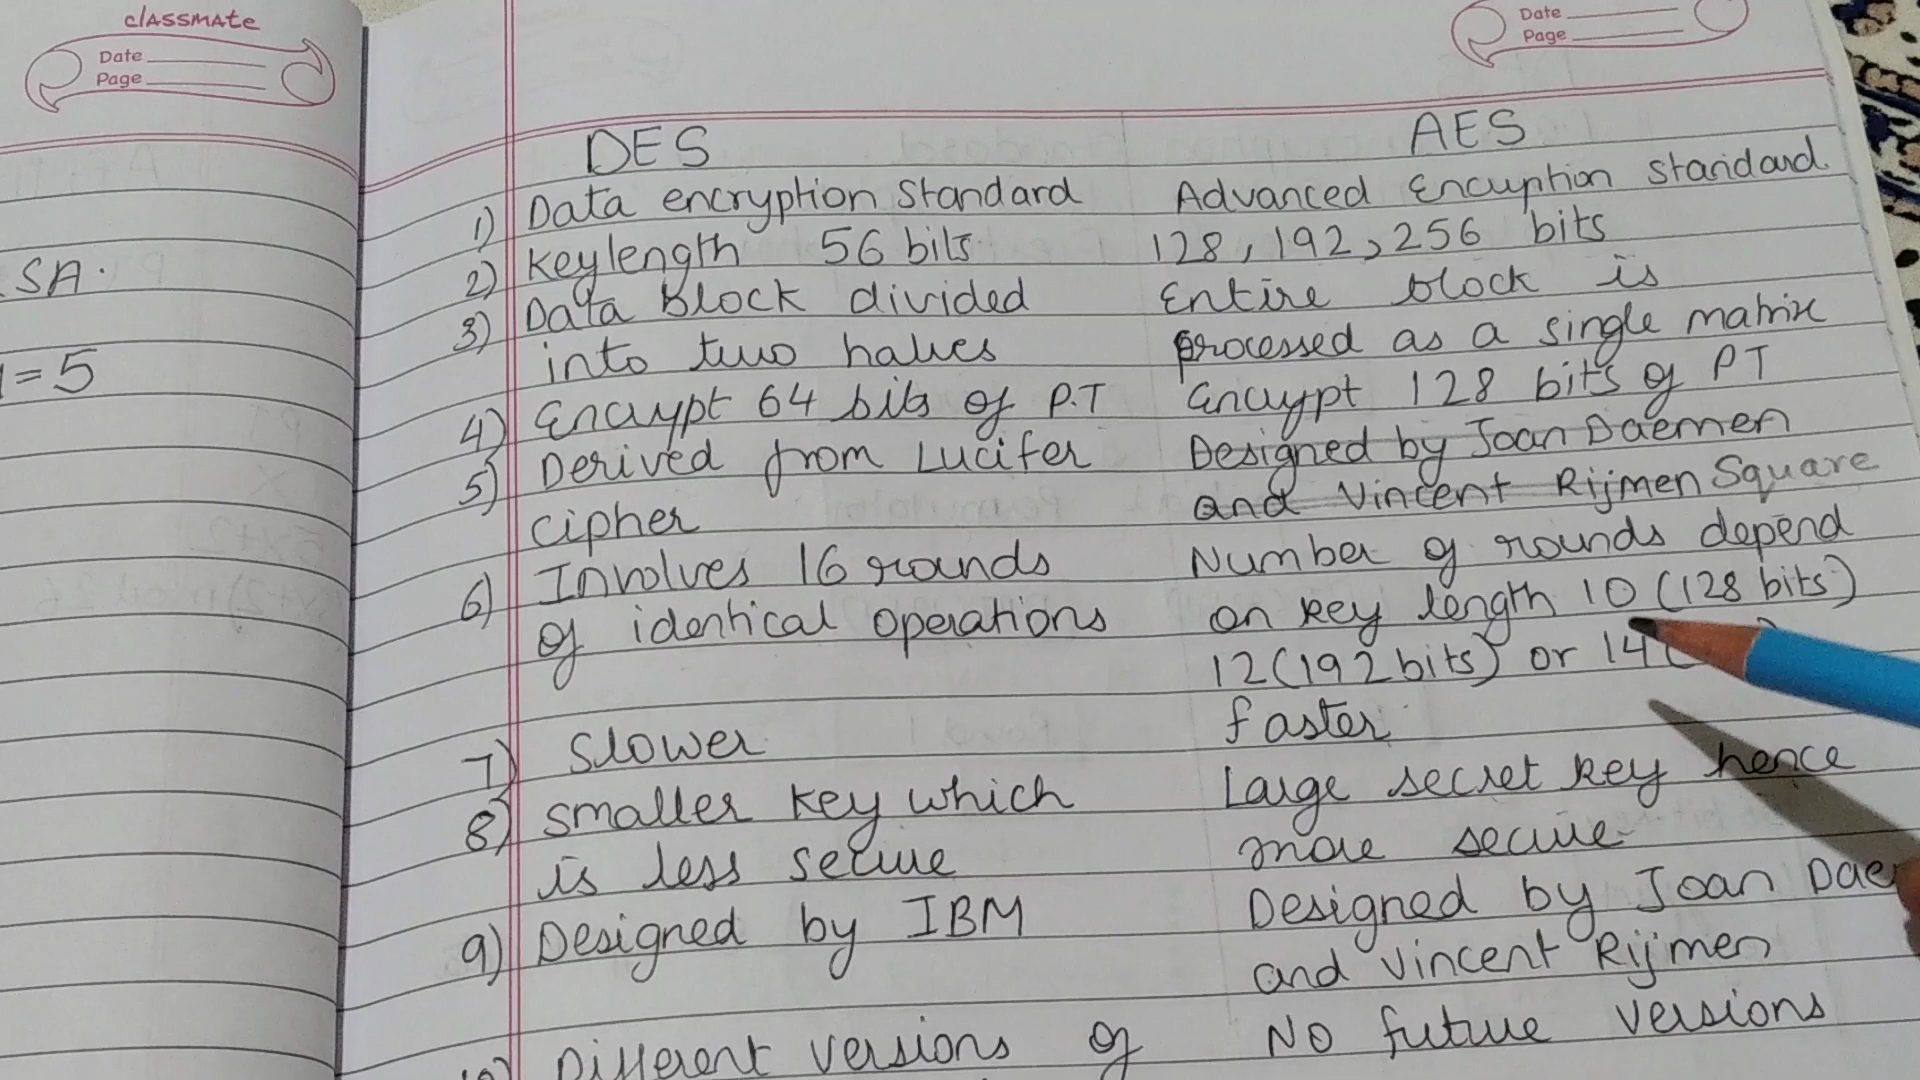 classmate
Date
Page
Date
Page
SA.
= 5
DES AES
1) Data encryption Standard Advanced Encryption standard
2) Key length 56 bits 128, 192, 256 bits
3) Data Block divided Entire block is
into two halves processed as a single matrix
4) Encrypt 64 bits of P.T Encrypt 128 bits of PT
5) Derived from Lucifer Designed by Joan Daemen
cipher and Vincent Rijmen Square
6) Involves 16 rounds Number of rounds depend
of identical operations on key length 10 (128 bits)
12 (192 bits) or 14 (
7) Slower faster
8) smaller key which Large secret key hence
is less secure more secure
9) Designed by IBM Designed by Joan Dae
and Vincent Rijmen
10) Different versions of No future versions